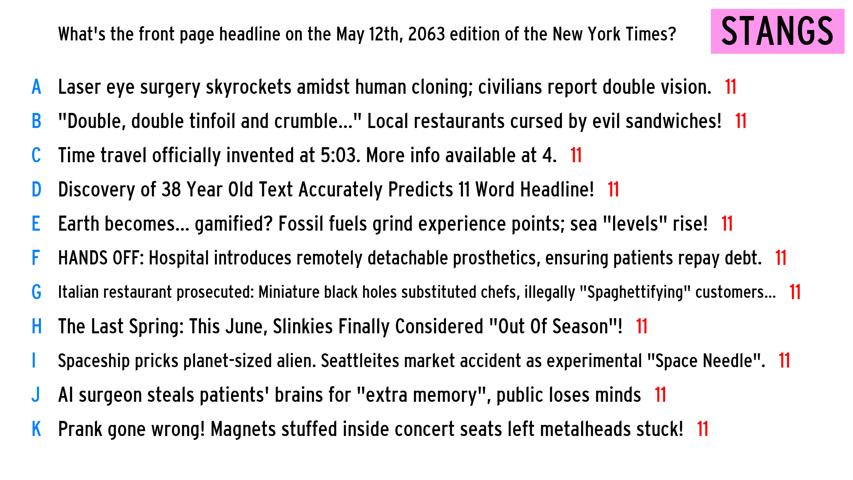 What's the front page headline on the May 12th, 2063 edition of the New York Times?
STANGS
A Laser eye surgery skyrockets amidst human cloning; civilians report double vision. 11
B "Double, double tinfoil and crumble..." Local restaurants cursed by evil sandwiches! 11
C Time travel officially invented at 5:03. More info available at 4. 11
D Discovery of 38 Year Old Text Accurately Predicts 11 Word Headline! 11
E Earth becomes... gamified? Fossil fuels grind experience points; sea "levels" rise! 11
F HANDS OFF: Hospital introduces remotely detachable prosthetics, ensuring patients repay debt. 11
G Italian restaurant prosecuted: Miniature black holes substituted chefs, illegally "Spaghettifying" customers... 11
H The Last Spring: This June, Slinkies Finally Considered "Out Of Season"! 11
I Spaceship pricks planet-sized alien. Seattleites market accident as experimental "Space Needle". 11
J AI surgeon steals patients' brains for "extra memory", public loses minds 11
K Prank gone wrong! Magnets stuffed inside concert seats left metalheads stuck! 11